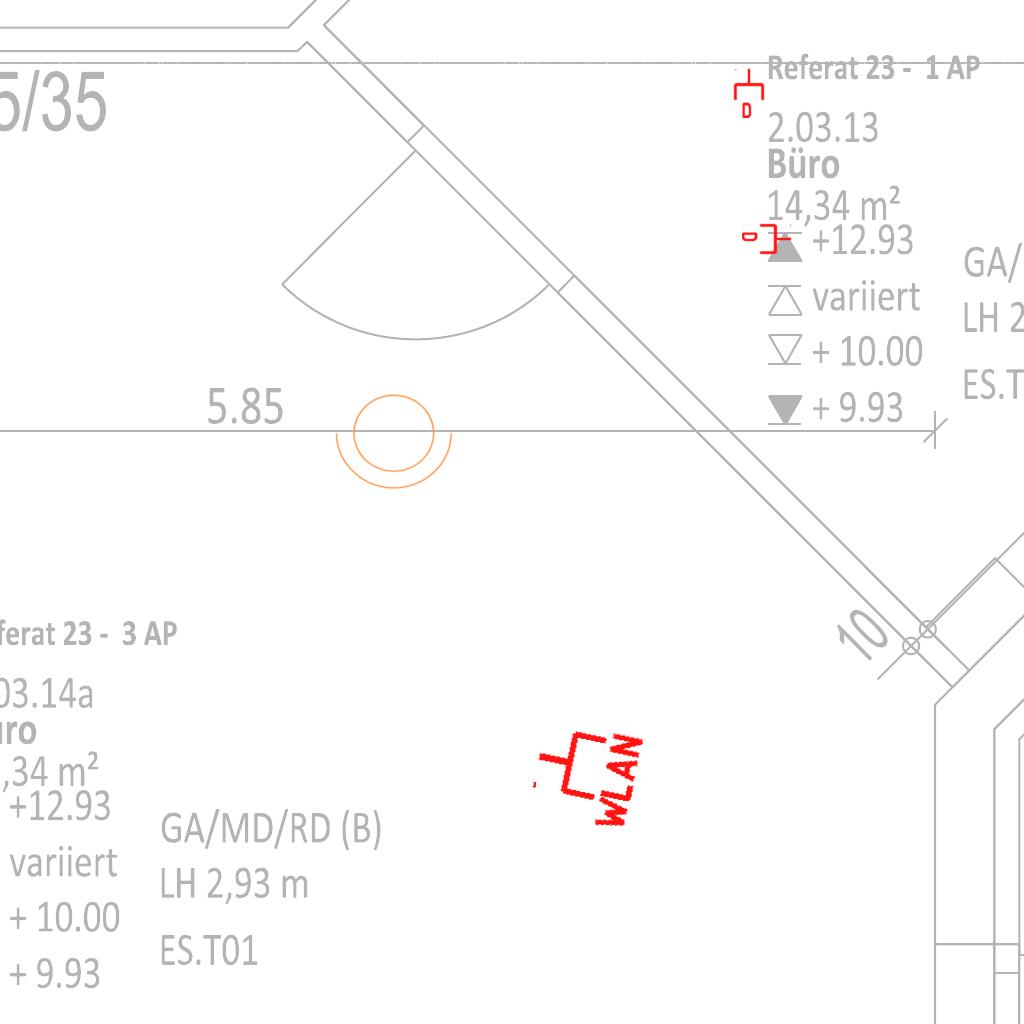 5/35
Referat 23 - 1 AP
2.03.13
Büro
14,34 m²
+12.93
variiert
+ 10.00
+ 9.93
D
D
GA/
LH 2
ES.T
5.85
10
ferat 23 - 3 AP
03.14a
iro
,34 m²
+12.93
variiert
+ 10.00
+ 9.93
GA/MD/RD (B)
LH 2,93 m
ES.T01
WLAN